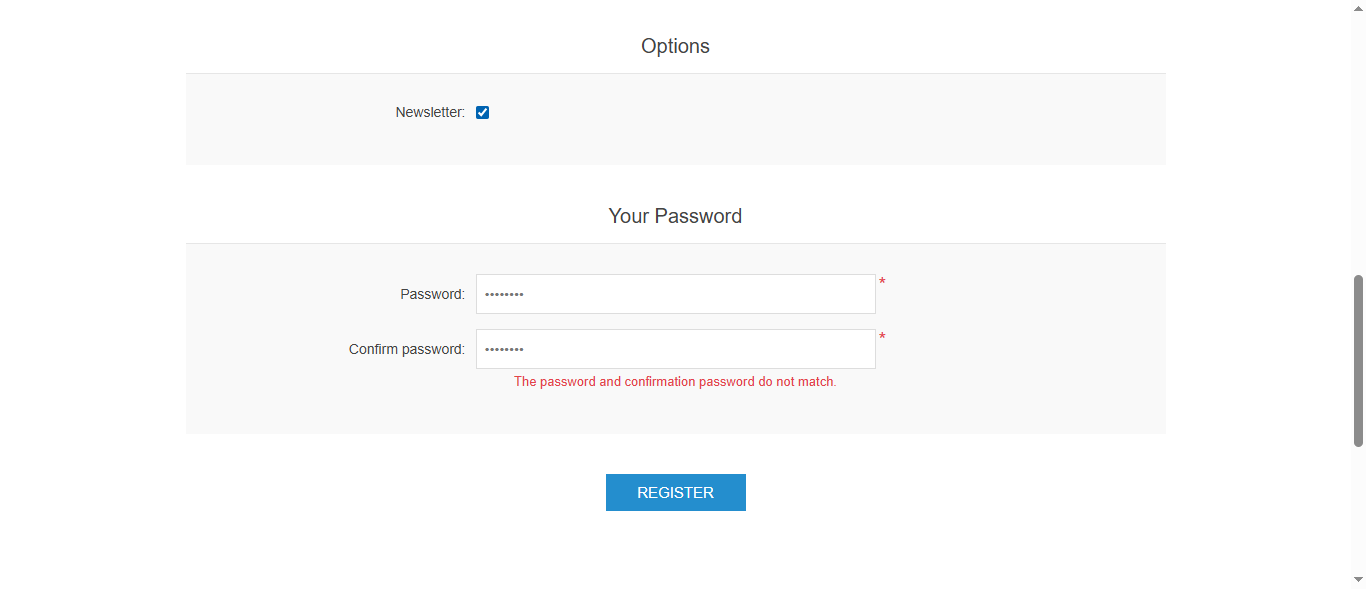 Options
Newsletter:
Your Password
Password: •••••••• *
Confirm password: •••••••• *
The password and confirmation password do not match.
REGISTER